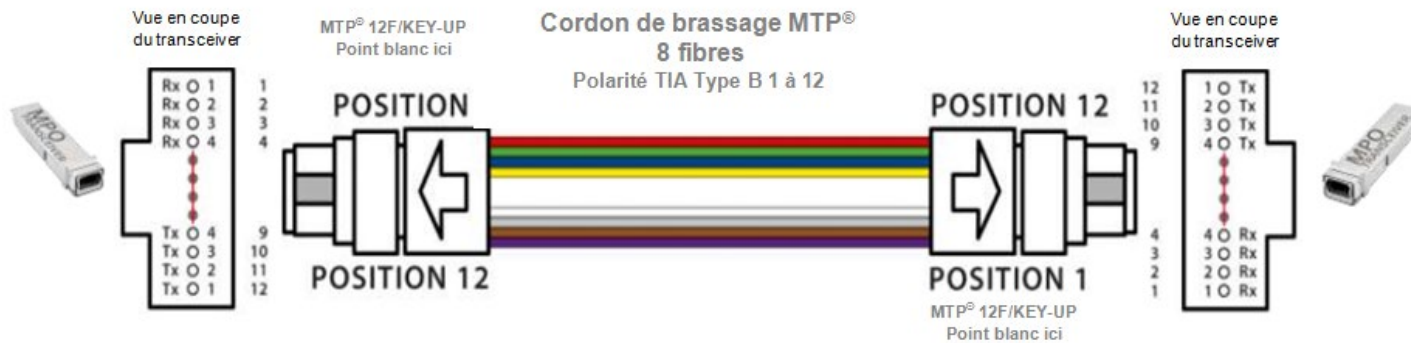 Vue en coupe
du transceiver
MTP® 12F/KEY-UP
Point blanc ici
Cordon de brassage MTP®
8 fibres
Polarité TIA Type B 1 à 12
Vue en coupe
du transceiver
Rx 1 1
Rx 2 2
Rx 3 3
Rx 4 4
Tx 4 9
Tx 3 10
Tx 2 11
Tx 1 12
MPO
TRANSCEIVER
POSITION
POSITION 12
POSITION 12
POSITION 1
MTP® 12F/KEY-UP
Point blanc ici
12 1 Tx
11 2 Tx
10 3 Tx
9 4 Tx
4 4 Rx
3 3 Rx
2 2 Rx
1 1 Rx
MPO
TRANSCEIVER